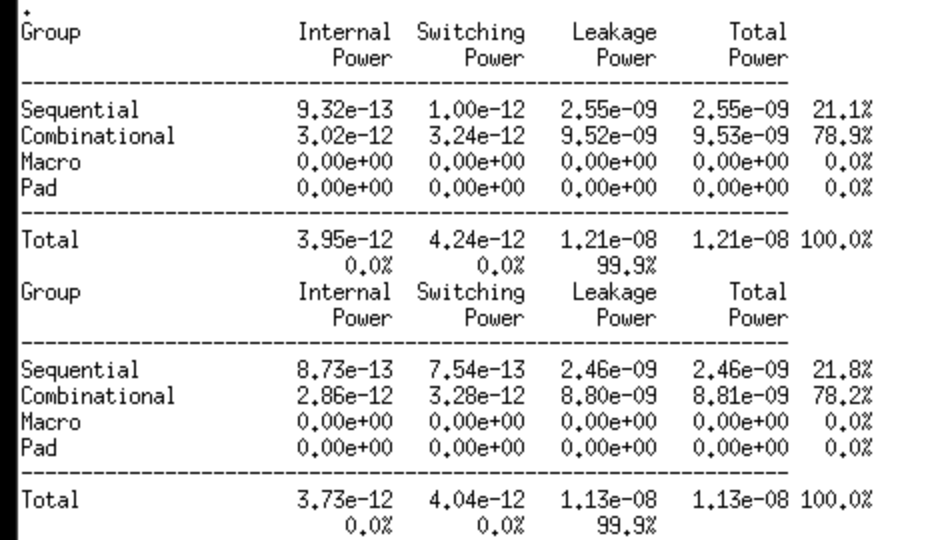 Group Internal Switching Leakage Total
Power Power Power Power
----------------------------------------------------------------
Sequential 9.32e-13 1.00e-12 2.55e-09 2.55e-09 21.1%
Combinational 3.02e-12 3.24e-12 9.52e-09 9.53e-09 78.9%
Macro 0.00e+00 0.00e+00 0.00e+00 0.00e+00 0.0%
Pad 0.00e+00 0.00e+00 0.00e+00 0.00e+00 0.0%
----------------------------------------------------------------
Total 3.95e-12 4.24e-12 1.21e-08 1.21e-08 100.0%
0.0% 0.0% 99.9%
Group Internal Switching Leakage Total
Power Power Power Power
----------------------------------------------------------------
Sequential 8.73e-13 7.54e-13 2.46e-09 2.46e-09 21.8%
Combinational 2.86e-12 3.28e-12 8.80e-09 8.81e-09 78.2%
Macro 0.00e+00 0.00e+00 0.00e+00 0.00e+00 0.0%
Pad 0.00e+00 0.00e+00 0.00e+00 0.00e+00 0.0%
----------------------------------------------------------------
Total 3.73e-12 4.04e-12 1.13e-08 1.13e-08 100.0%
0.0% 0.0% 99.9%